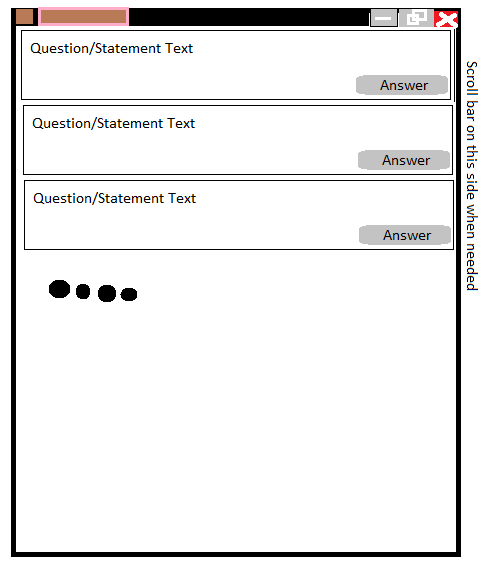 Question/Statement Text
Answer
Question/Statement Text
Answer
Question/Statement Text
Answer
Scroll bar on this side when needed